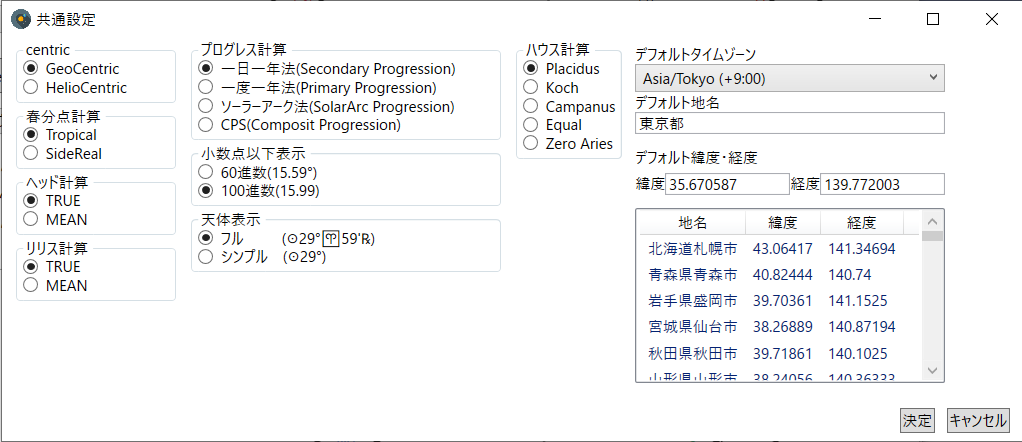 共通設定
centric
GeoCentric
HelioCentric
春分点計算
Tropical
SideReal
ヘッド計算
TRUE
MEAN
リリス計算
TRUE
MEAN
プログレス計算
一日一年法(Secondary Progression)
一度一年法(Primary Progression)
ソーラーアーク法(SolarArc Progression)
CPS(Composit Progression)
小数点以下表示
60進数(15.59°)
100進数(15.99)
天体表示
フル (⊙29°♈59'℞)
シンプル (⊙29°)
ハウス計算
Placidus
Koch
Campanus
Equal
Zero Aries
デフォルトタイムゾーン
Asia/Tokyo (+9:00)
デフォルト地名
東京都
デフォルト緯度・経度
緯度 35.670587 経度 139.772003
地名 緯度 経度
北海道札幌市 43.06417 141.34694
青森県青森市 40.82444 140.74
岩手県盛岡市 39.70361 141.1525
宮城県仙台市 38.26889 140.87194
秋田県秋田市 39.71861 140.1025
山形県山形市 38.24056 140.36333
決定 キャンセル